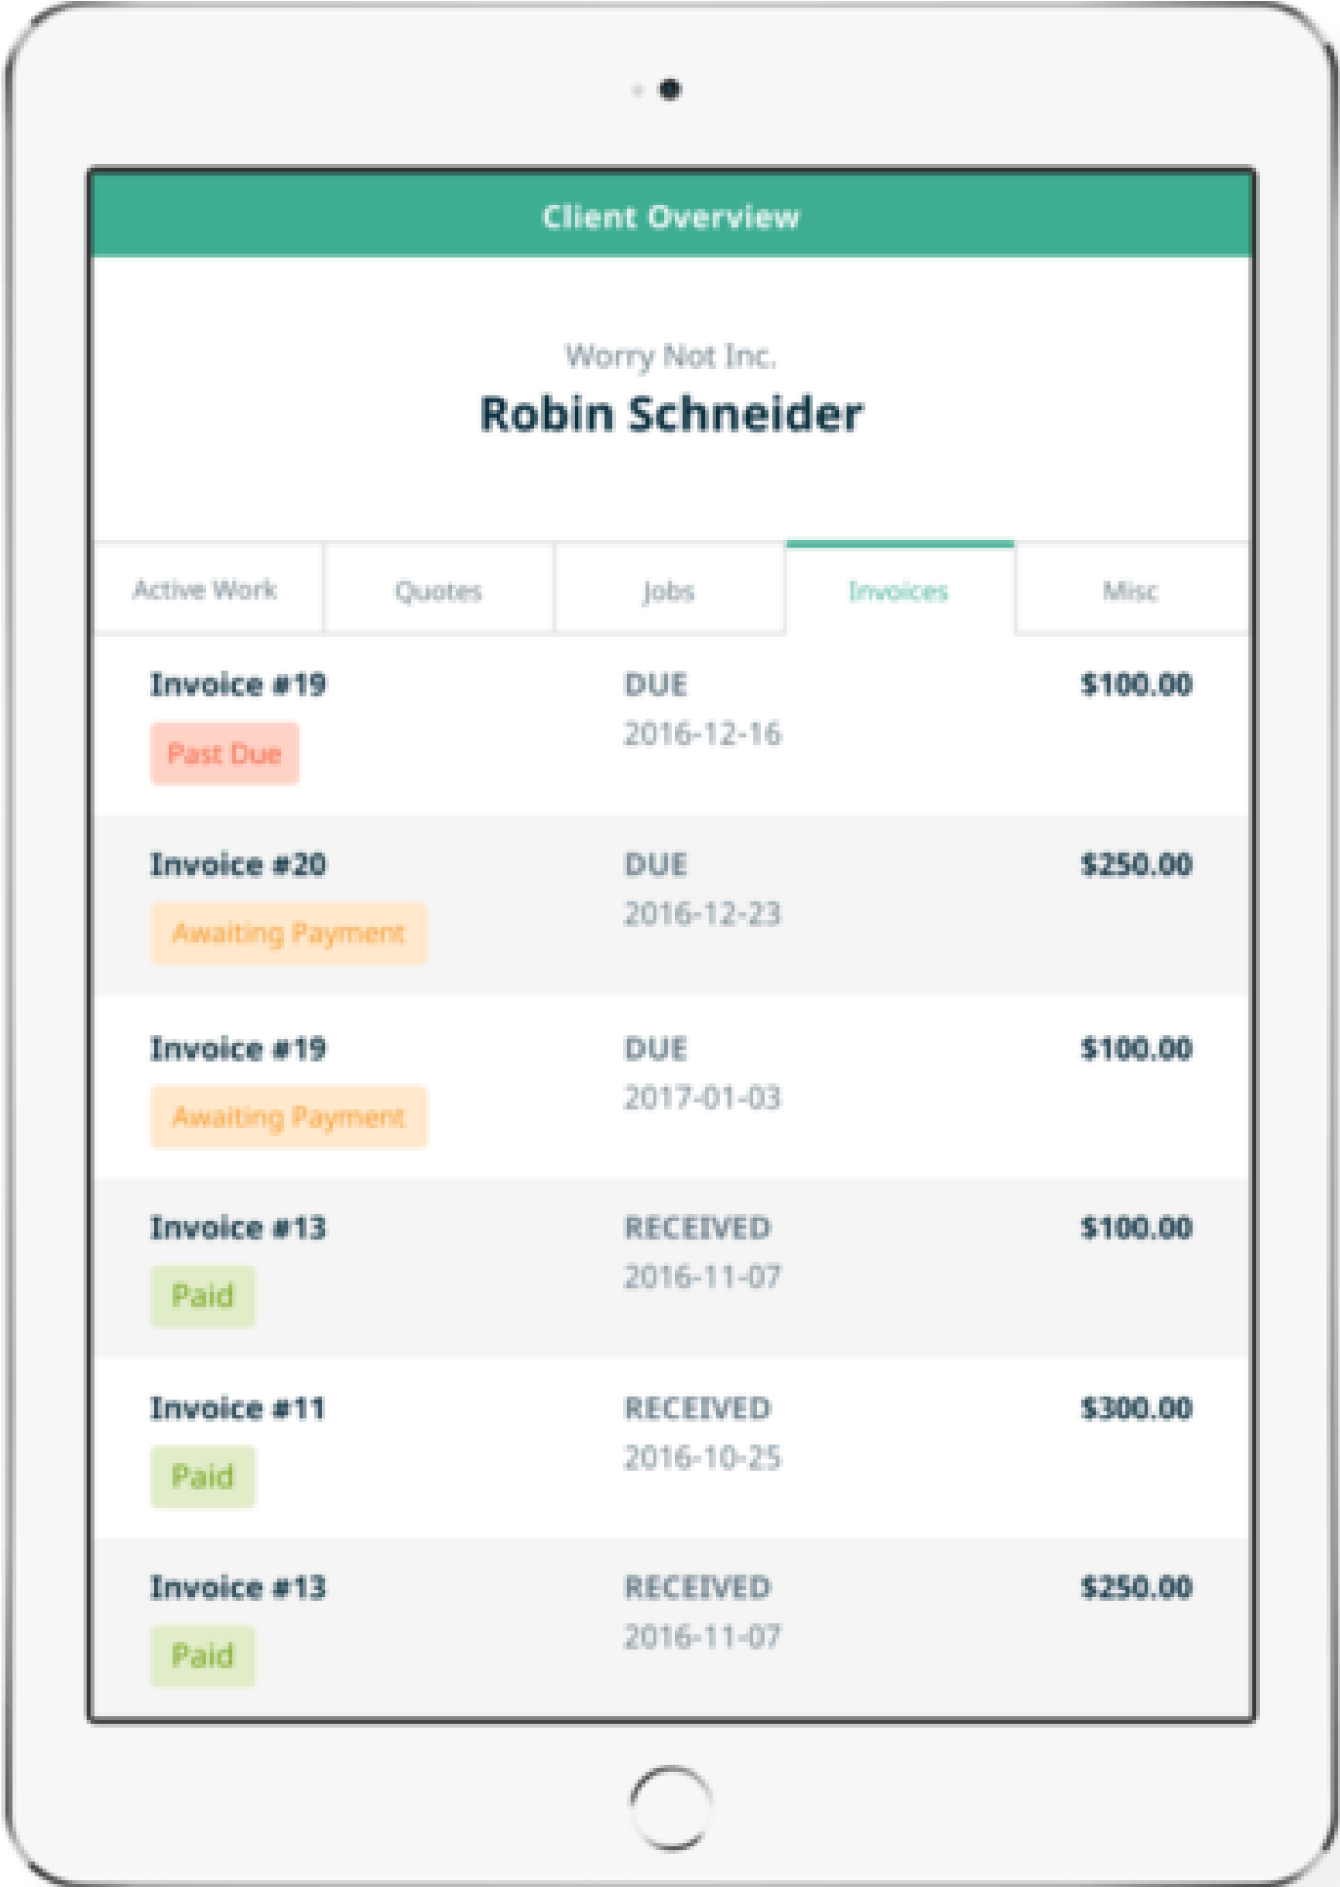 Client Overview
Worry Not Inc.
Robin Schneider
Active Work Quotes Jobs Invoices Misc
Invoice #19 DUE $100.00
Past Due 2016-12-16
Invoice #20 DUE $250.00
Awaiting Payment 2016-12-23
Invoice #19 DUE $100.00
Awaiting Payment 2017-01-03
Invoice #13 RECEIVED $100.00
Paid 2016-11-07
Invoice #11 RECEIVED $300.00
Paid 2016-10-25
Invoice #13 RECEIVED $250.00
Paid 2016-11-07